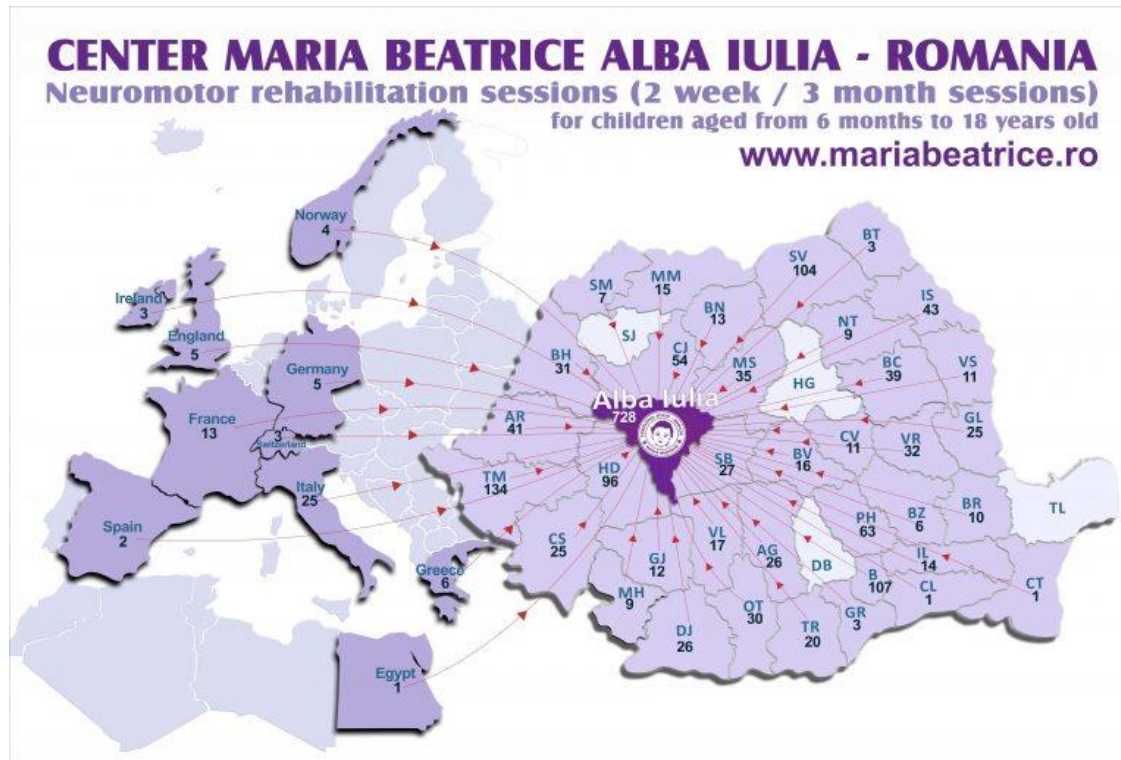 CENTER MARIA BEATRICE ALBA IULIA - ROMANIA
Neuromotor rehabilitation sessions (2 week / 3 month sessions)
for children aged from 6 months to 18 years old
www.mariabeatrice.ro
Norway
4
Ireland
3
England
5
Germany
5
France
13
3
Switzerland
Italy
25
Spain
2
Greece
6
Egypt
1
BT
3
SV
104
MM
15
SM
7
IS
43
BN
13
NT
9
SJ
CJ
54
BH
31
MS
35
HG
BC
39
VS
11
Alba Iulia
728
AR
41
GL
25
CV
11
VR
32
BV
16
SB
27
HD
96
TM
134
TL
BR
10
BZ
6
PH
63
VL
17
CS
25
AG
26
GJ
12
DB
IL
14
B
107
CL
1
CT
1
MH
9
OT
30
GR
3
TR
20
DJ
26